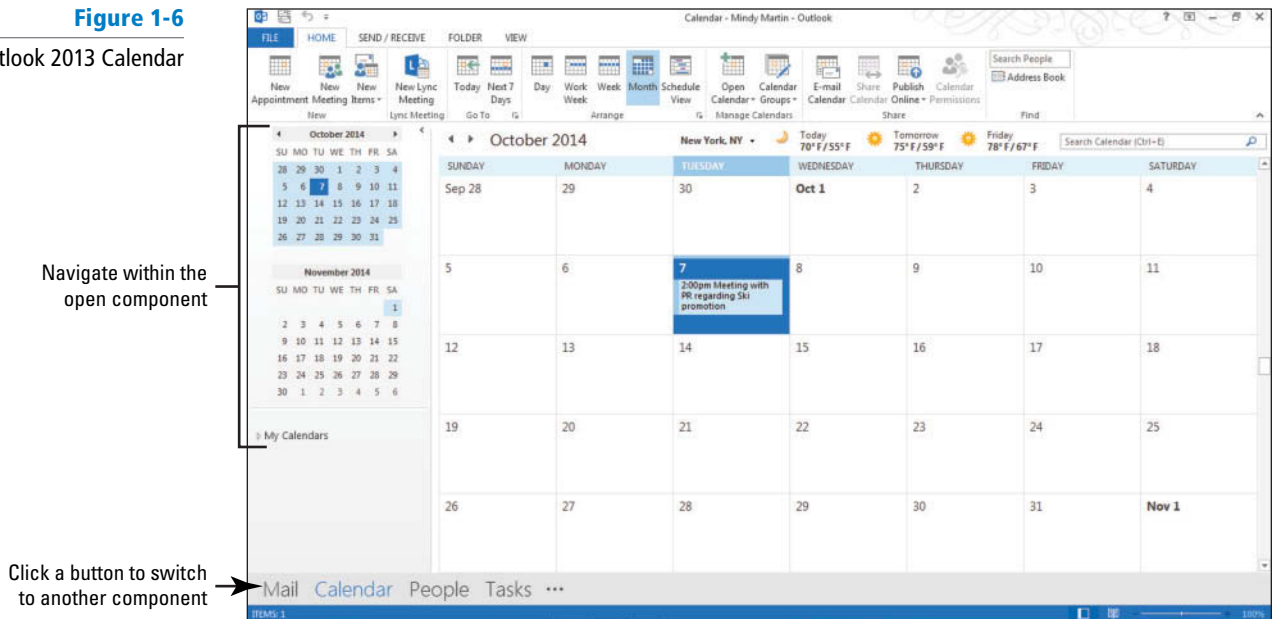 Figure 1-6
tlook 2013 Calendar
Calendar - Mindy Martin - Outlook
FILE HOME SEND / RECEIVE FOLDER VIEW
New Appointment
New Meeting
New Items
New Lync Meeting
Today
Next 7 Days
Day
Work Week
Week
Month
Schedule View
Open Calendar
Calendar Groups
E-mail Calendar
Share Calendar
Publish Online
Calendar Permissions
Search People
Address Book
New
Lync Meeting
Go To
Arrange
Manage Calendars
Share
Find
October 2014
SU MO TU WE TH FR SA
28 29 30 1 2 3 4
5 6 7 8 9 10 11
12 13 14 15 16 17 18
19 20 21 22 23 24 25
26 27 28 29 30 31
November 2014
SU MO TU WE TH FR SA
1
2 3 4 5 6 7 8
9 10 11 12 13 14 15
16 17 18 19 20 21 22
23 24 25 26 27 28 29
30 1 2 3 4 5 6
My Calendars
Navigate within the
open component
October 2014
New York, NY
Today
70°F/55°F
Tomorrow
75°F/59°F
Friday
78°F/67°F
Search Calendar (Ctrl+E)
SUNDAY MONDAY TUESDAY WEDNESDAY THURSDAY FRIDAY SATURDAY
Sep 28 29 30 Oct 1 2 3 4
5 6 7 8 9 10 11
2:00pm Meeting with
PR regarding Ski
promotion
12 13 14 15 16 17 18
19 20 21 22 23 24 25
26 27 28 29 30 31 Nov 1
Click a button to switch
to another component
Mail Calendar People Tasks •••
ITEMS: 1
100%